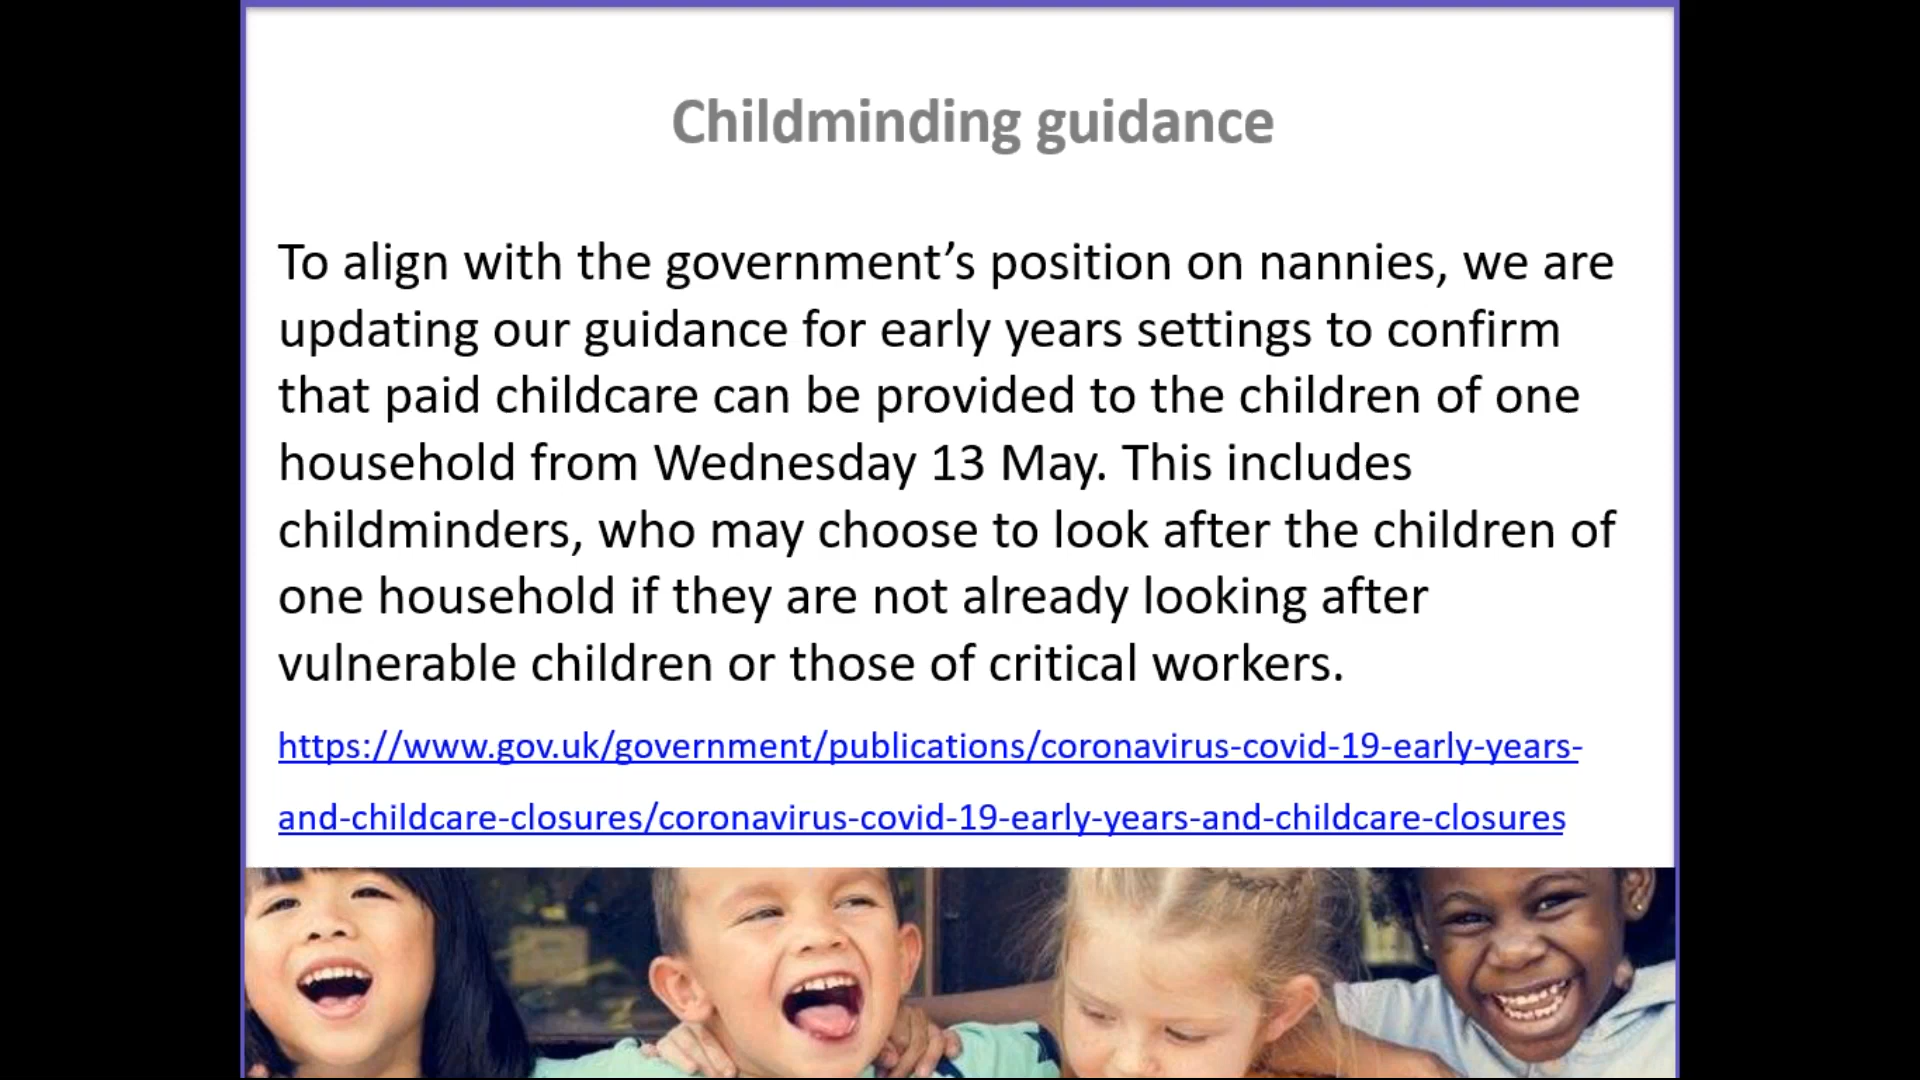 Childminding guidance
To align with the government’s position on nannies, we are
updating our guidance for early years settings to confirm
that paid childcare can be provided to the children of one
household from Wednesday 13 May. This includes
childminders, who may choose to look after the children of
one household if they are not already looking after
vulnerable children or those of critical workers.
https://www.gov.uk/government/publications/coronavirus-covid-19-early-years-
and-childcare-closures/coronavirus-covid-19-early-years-and-childcare-closures